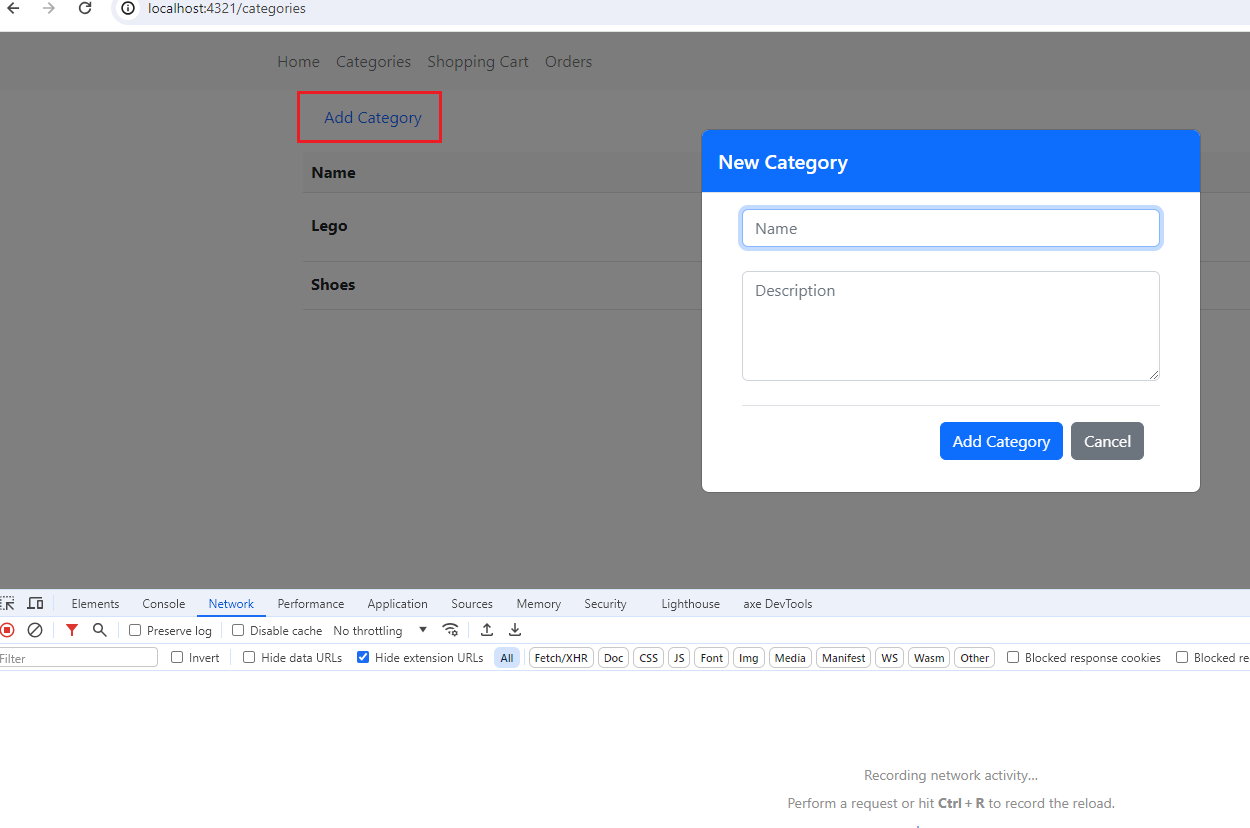 localhost:4321/categories
Home Categories Shopping Cart Orders
Add Category
New Category
Name
Name
Lego
Description
Shoes
Add Category Cancel
Elements Console Network Performance Application Sources Memory Security Lighthouse axe DevTools
Preserve log Disable cache No throttling
Filter Invert Hide data URLs Hide extension URLs All Fetch/XHR Doc CSS JS Font Img Media Manifest WS Wasm Other Blocked response cookies Blocked re
Recording network activity…
Perform a request or hit Ctrl + R to record the reload.